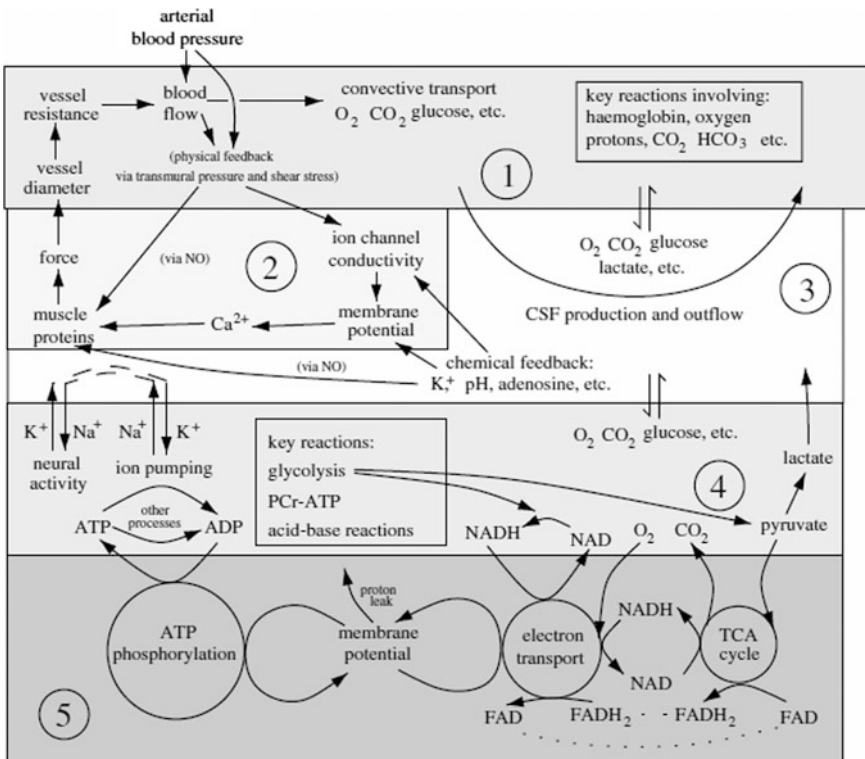 arterial
blood pressure
vessel
resistance
blood
flow
convective transport
O2 CO2 glucose, etc.
key reactions involving:
haemoglobin, oxygen
protons, CO2 HCO3 etc.
(physical feedback
via transmural pressure and shear stress)
vessel
diameter
1
force
(via NO)
2
ion channel
conductivity
O2 CO2 glucose
lactate, etc.
3
muscle
proteins
Ca2+
membrane
potential
CSF production and outflow
(via NO)
chemical feedback:
K,+ pH, adenosine, etc.
K+ Na+ Na+ K+
neural
activity
ion pumping
key reactions:
glycolysis
PCr-ATP
acid-base reactions
O2 CO2 glucose, etc.
lactate
4
ATP
other
processes
ADP
NADH
NAD
O2
CO2
pyruvate
proton
leak
ATP
phosphorylation
membrane
potential
electron
transport
NADH
NAD
TCA
cycle
5
FAD
FADH2
FADH2
FAD